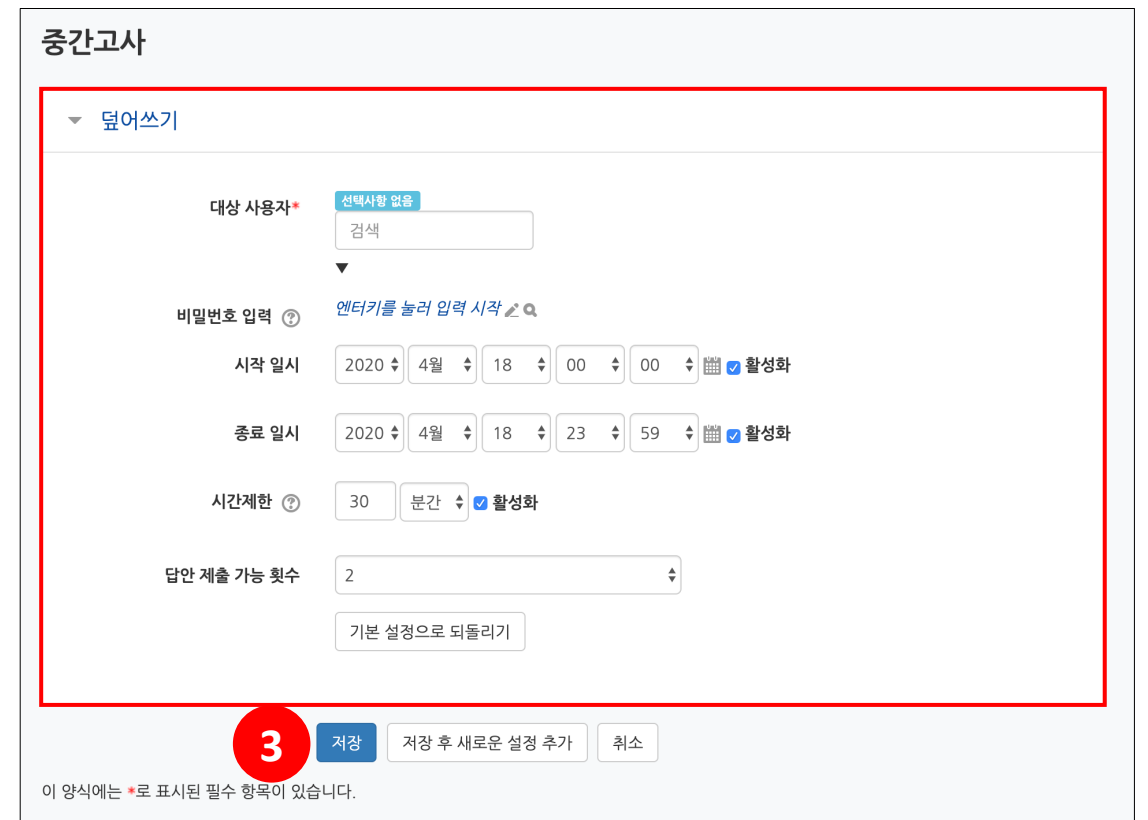 중간고사
덮어쓰기
대상 사용자*
선택사항 없음
검색
▼
비밀번호 입력 ? 엔터키를 눌러 입력 시작
시작 일시 2020 4월 18 00 00 활성화
종료 일시 2020 4월 18 23 59 활성화
시간제한 ? 30 분간 활성화
답안 제출 가능 횟수 2
기본 설정으로 되돌리기
3 저장 저장 후 새로운 설정 추가 취소
이 양식에는 *로 표시된 필수 항목이 있습니다.